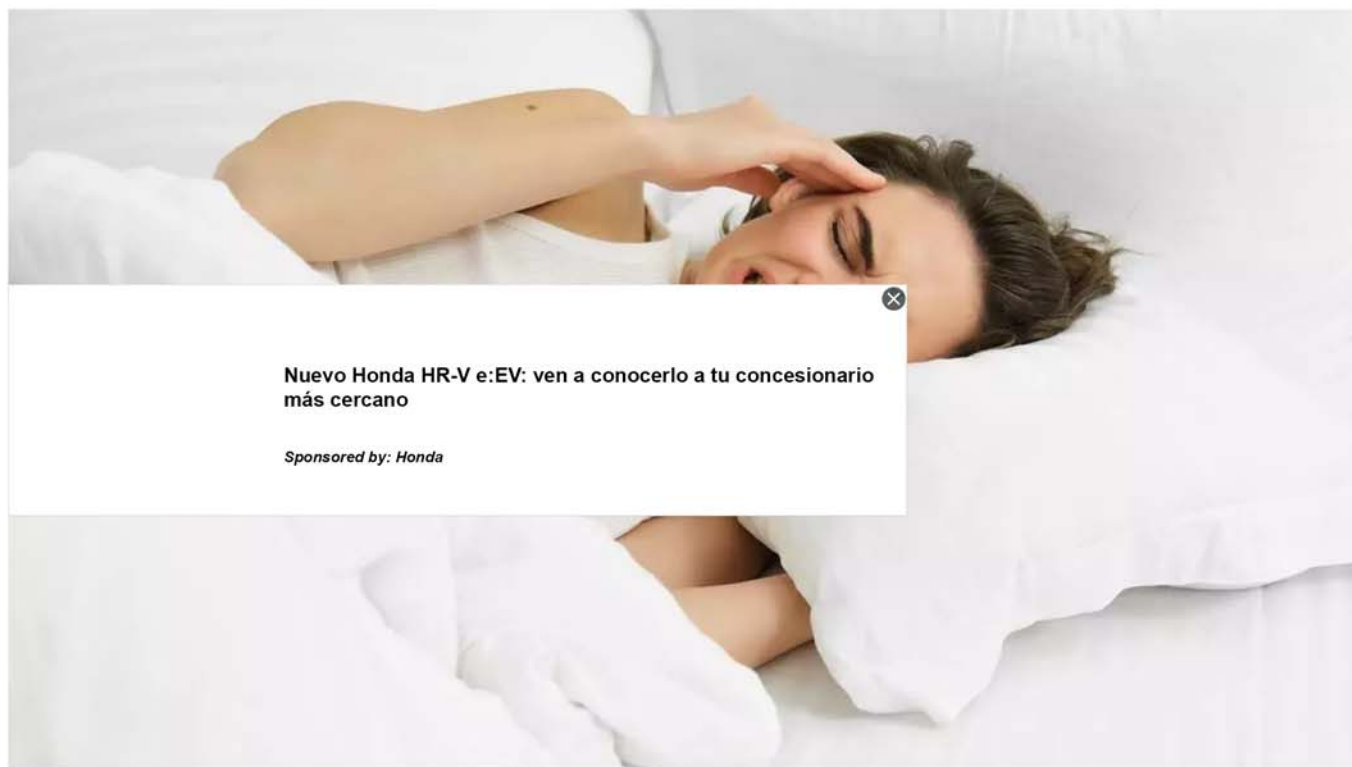 Nuevo Honda HR-V e:EV: ven a conocerlo a tu concesionario
más cercano
Sponsored by: Honda